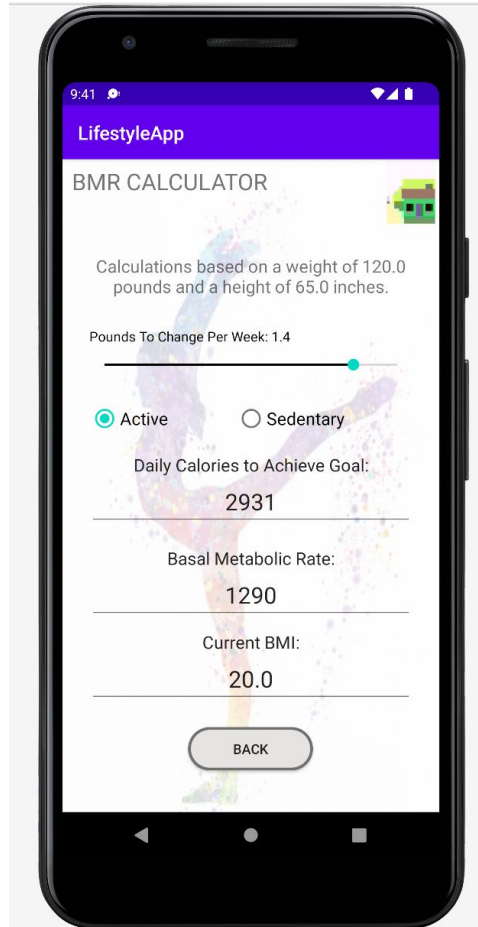 9:41
LifestyleApp
BMR CALCULATOR
Calculations based on a weight of 120.0
pounds and a height of 65.0 inches.
Pounds To Change Per Week: 1.4
Active Sedentary
Daily Calories to Achieve Goal:
2931
Basal Metabolic Rate:
1290
Current BMI:
20.0
BACK